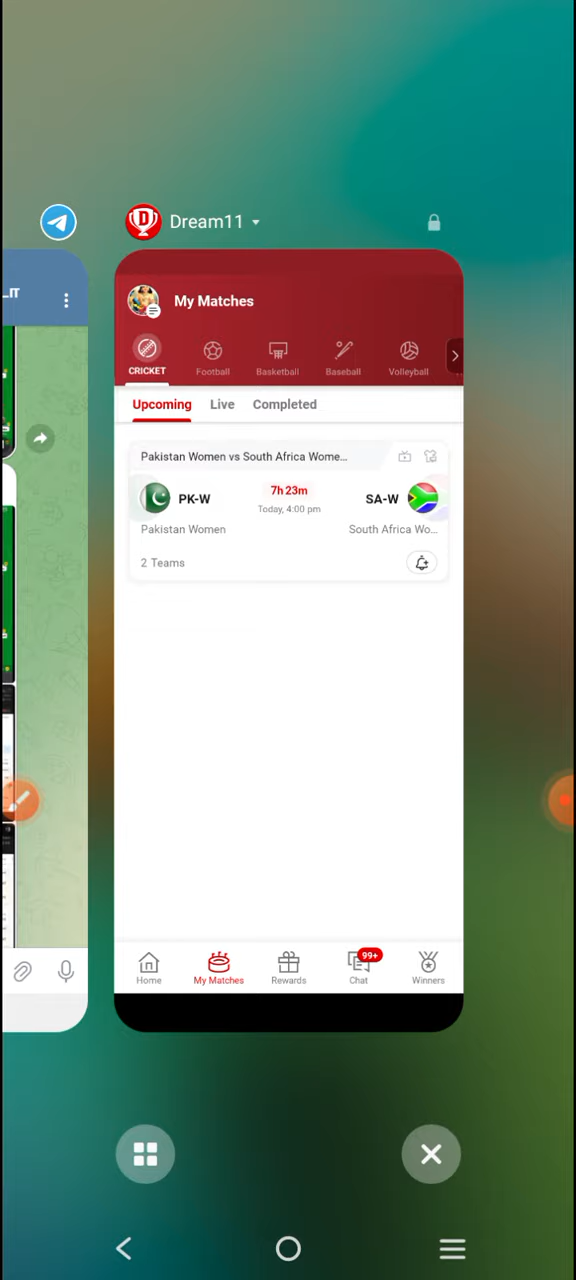 Dream11
_IT
My Matches
CRICKET
Football
Basketball
Baseball
Volleyball
Upcoming
Live
Completed
Pakistan Women vs South Africa Wome...
PK-W
7h 23m
SA-W
Today, 4:00 pm
Pakistan Women
South Africa Wo...
2 Teams
99+
Home
My Matches
Rewards
Chat
Winners